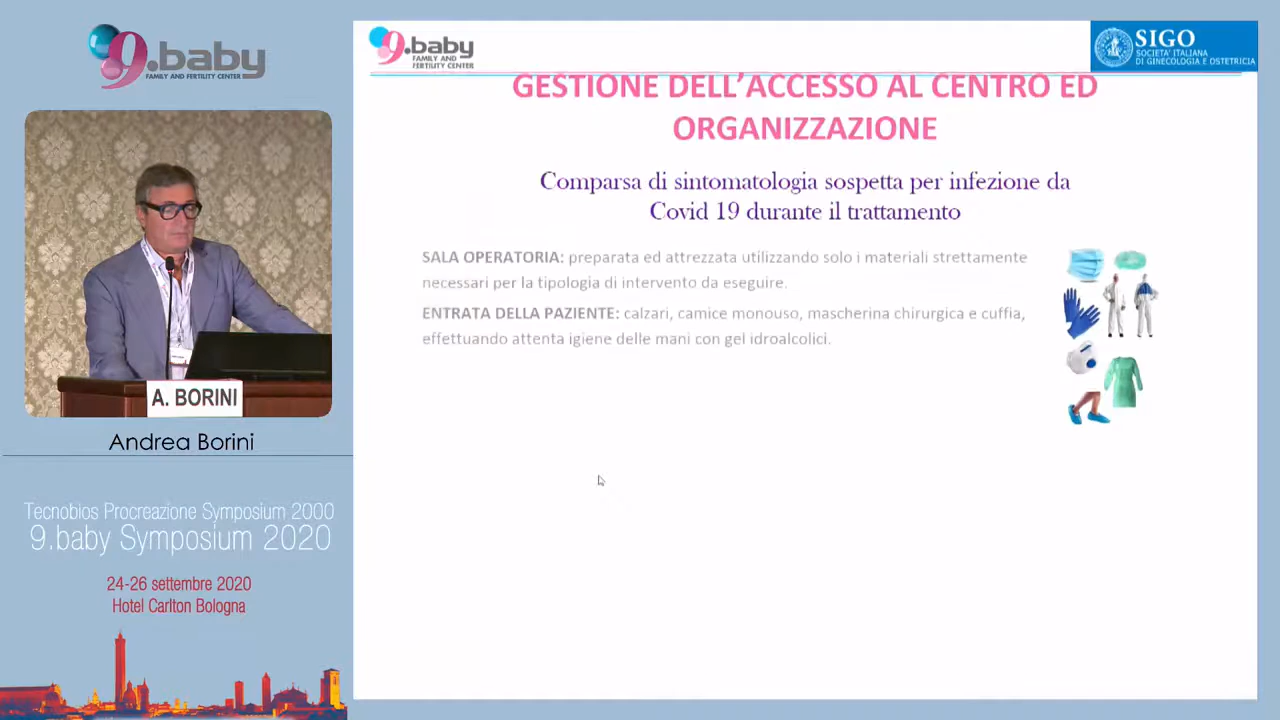 9.baby
FAMILY AND FERTILITY CENTER
A. BORINI
Andrea Borini
Tecnobios Procreazione Symposium 2000
9.baby Symposium 2020
24-26 settembre 2020
Hotel Carlton Bologna
9.baby
FAMILY AND
FERTILITY CENTER
SIGO
SOCIETA' ITALIANA
DI GINECOLOGIA E OSTETRICIA
GESTIONE DELL’ACCESSO AL CENTRO ED
ORGANIZZAZIONE
Comparsa di sintomatologia sospetta per infezione da
Covid 19 durante il trattamento
SALA OPERATORIA: preparata ed attrezzata utilizzando solo i materiali strettamente
necessari per la tipologia di intervento da eseguire.
ENTRATA DELLA PAZIENTE: calzari, camice monouso, mascherina chirurgica e cuffia,
effettuando attenta igiene delle mani con gel idroalcolici.